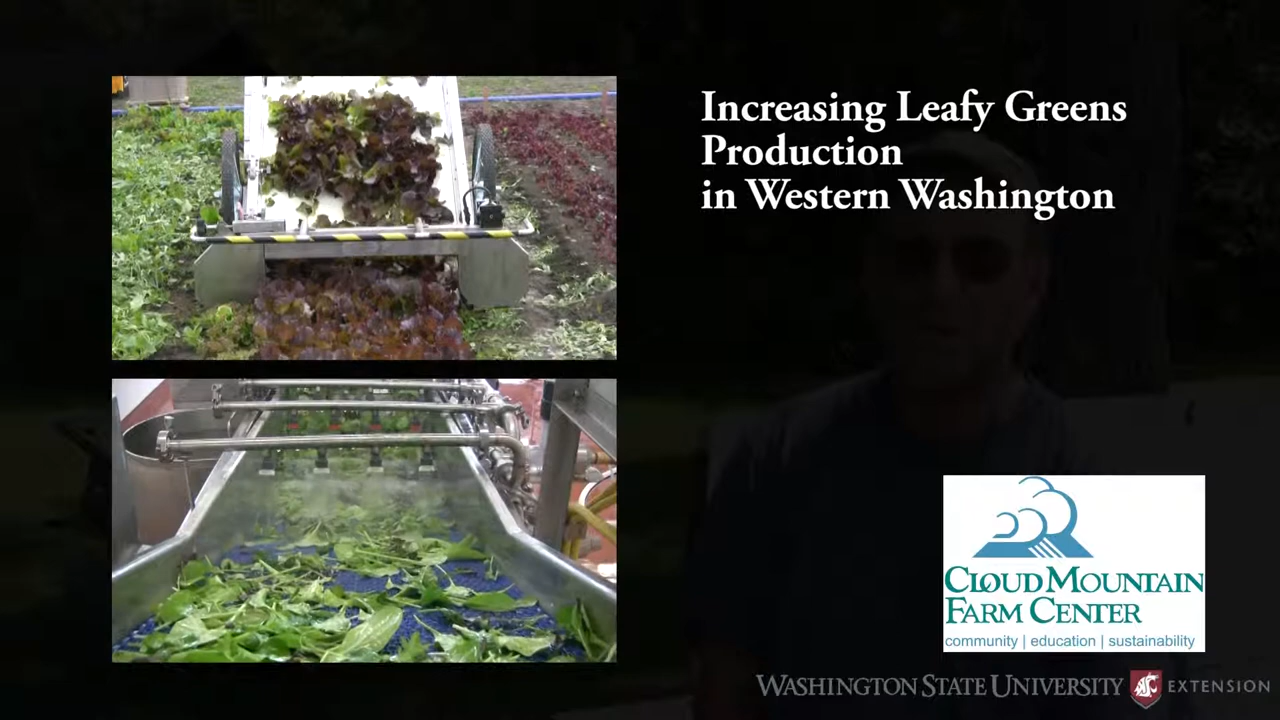 Increasing Leafy Greens
Production
in Western Washington
CLOUD MOUNTAIN
FARM CENTER
community | education | sustainability
WASHINGTON STATE UNIVERSITY EXTENSION